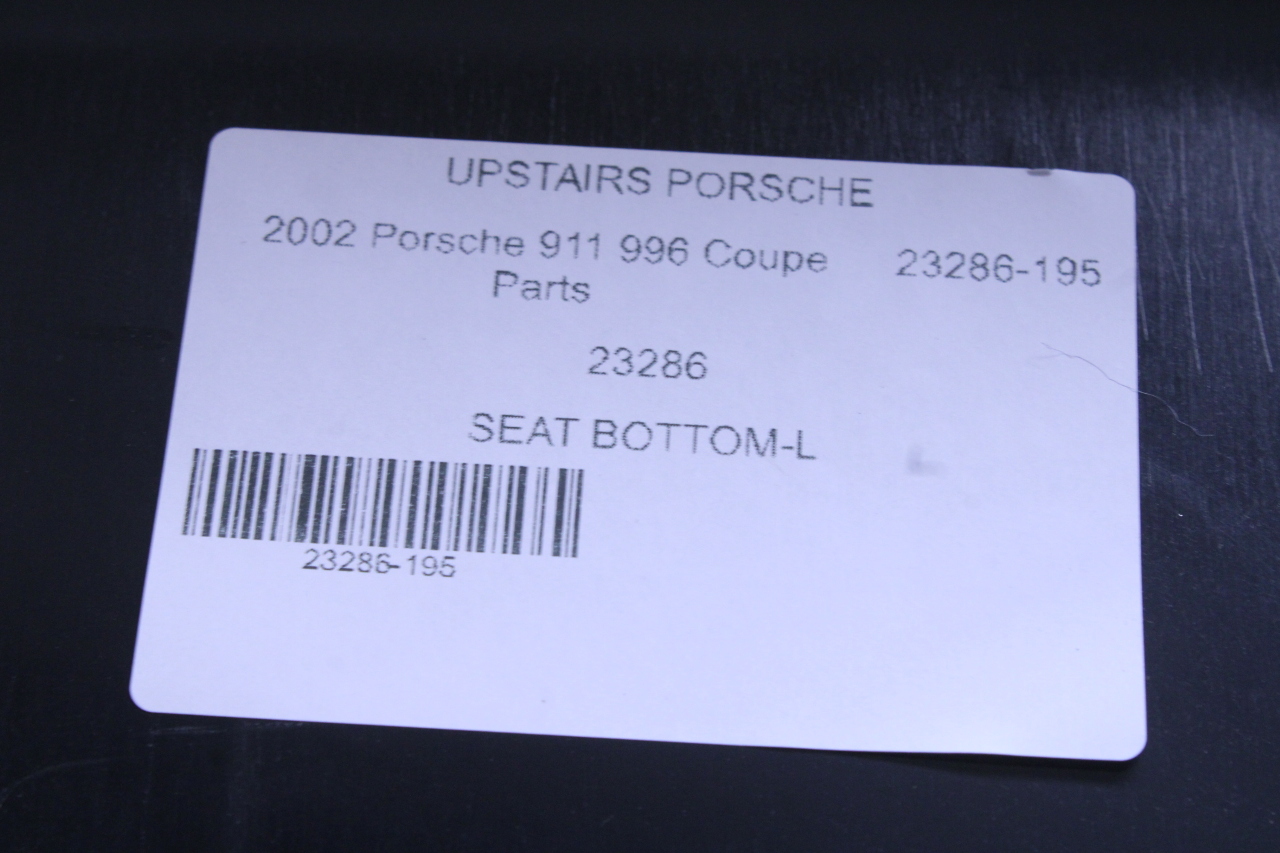 UPSTAIRS PORSCHE
2002 Porsche 911 996 Coupe 23286-195
Parts
23286
SEAT BOTTOM-L
23286-195